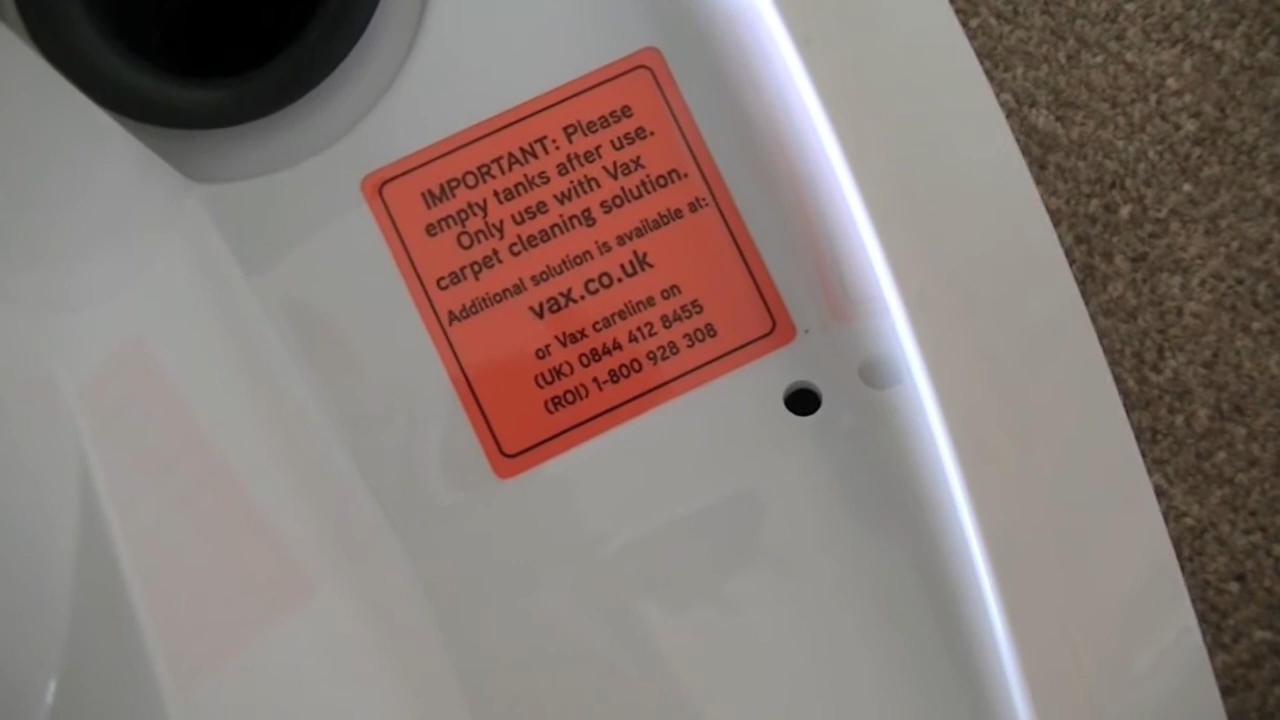 IMPORTANT: Please
empty tanks after use.
Only use with Vax
carpet cleaning solution.
Additional solution is available at:
vax.co.uk
or Vax careline on
(UK) 0844 412 8455
(ROI) 1-800 928 308